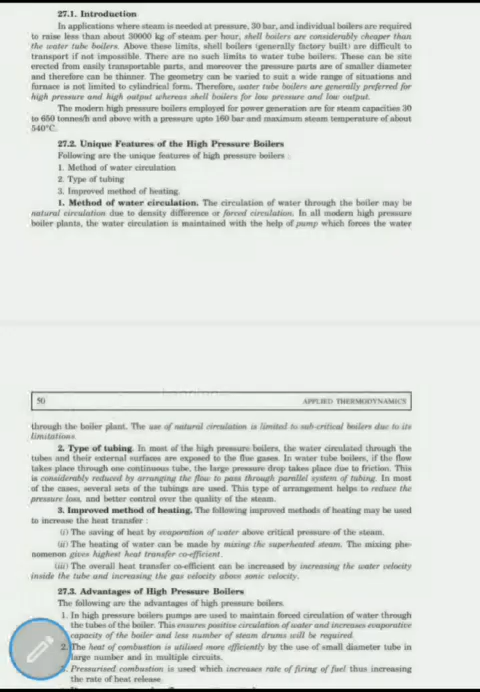 27.1. Introduction
In applications where steam is needed at pressure, 30 bar, and individual boilers are required
to raise less than about 30000 kg of steam per hour, shell boilers are considerably cheaper than
the water tube boilers. Above these limits, shell boilers (generally factory built) are difficult to
transport if not impossible. There are no such limits to water tube boilers. These can be site
erected from easily transportable parts, and moreover the pressure parts are of smaller diameter
and therefore can be thinner. The geometry can be varied to suit a wide range of situations and
furnace is not limited to cylindrical form. Therefore, water tube boilers are generally preferred for
high pressure and high output whereas shell boilers for low pressure and low output.
The modern high pressure boilers employed for power generation are for steam capacities 30
to 650 tonnes/h and above with a pressure upto 160 bar and maximum steam temperature of about
540°C.
27.2. Unique Features of the High Pressure Boilers
Following are the unique features of high pressure boilers :
1. Method of water circulation
2. Type of tubing
3. Improved method of heating.
1. Method of water circulation. The circulation of water through the boiler may be
natural circulation due to density difference or forced circulation. In all modern high pressure
boiler plants, the water circulation is maintained with the help of pump which forces the water
50 APPLIED THERMODYNAMICS
through the boiler plant. The use of natural circulation is limited to sub-critical boilers due to its
limitations.
2. Type of tubing. In most of the high pressure boilers, the water circulated through the
tubes and their external surfaces are exposed to the flue gases. In water tube boilers, if the flow
takes place through one continuous tube, the large pressure drop takes place due to friction. This
is considerably reduced by arranging the flow to pass through parallel system of tubing. In most
of the cases, several sets of the tubings are used. This type of arrangement helps to reduce the
pressure loss, and better control over the quality of the steam.
3. Improved method of heating. The following improved methods of heating may be used
to increase the heat transfer :
(i) The saving of heat by evaporation of water above critical pressure of the steam.
(ii) The heating of water can be made by mixing the superheated steam. The mixing phe-
nomenon gives highest heat transfer co-efficient.
(iii) The overall heat transfer co-efficient can be increased by increasing the water velocity
inside the tube and increasing the gas velocity above sonic velocity.
27.3. Advantages of High Pressure Boilers
The following are the advantages of high pressure boilers.
1. In high pressure boilers pumps are used to maintain forced circulation of water through
the tubes of the boiler. This ensures positive circulation of water and increases evaporative
capacity of the boiler and less number of steam drums will be required.
2. The heat of combustion is utilised more efficiently by the use of small diameter tube in
large number and in multiple circuits.
Pressurised combustion is used which increases rate of firing of fuel thus increasing
the rate of heat release.